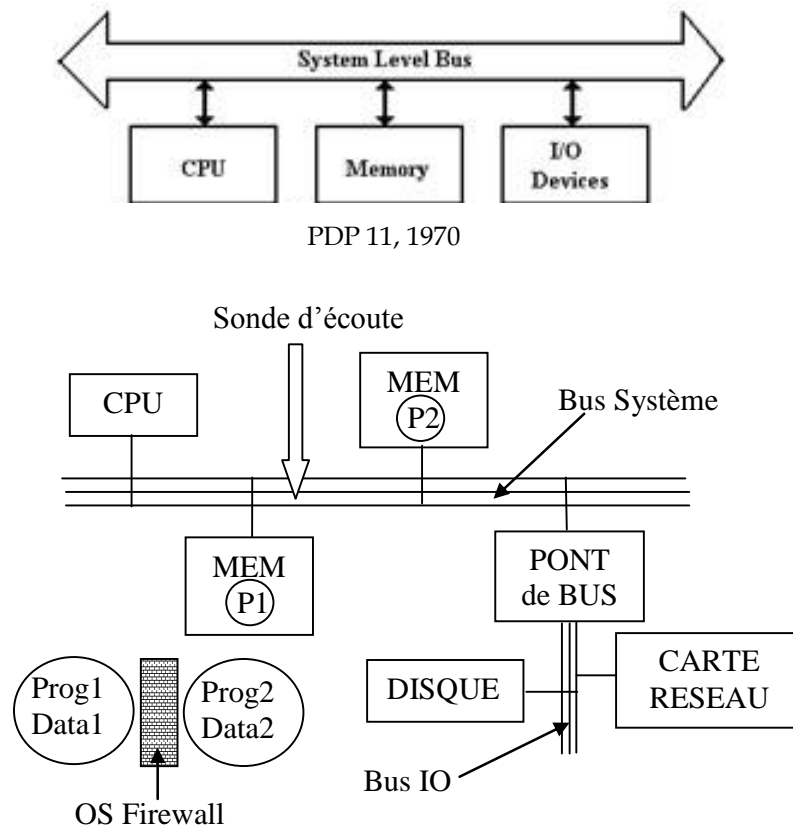 System Level Bus
CPU
Memory
I/O
Devices
PDP 11, 1970
Sonde d'écoute
CPU
MEM
P2
Bus Système
MEM
P1
PONT
de BUS
Prog1
Data1
Prog2
Data2
DISQUE
CARTE
RESEAU
Bus IO
OS Firewall